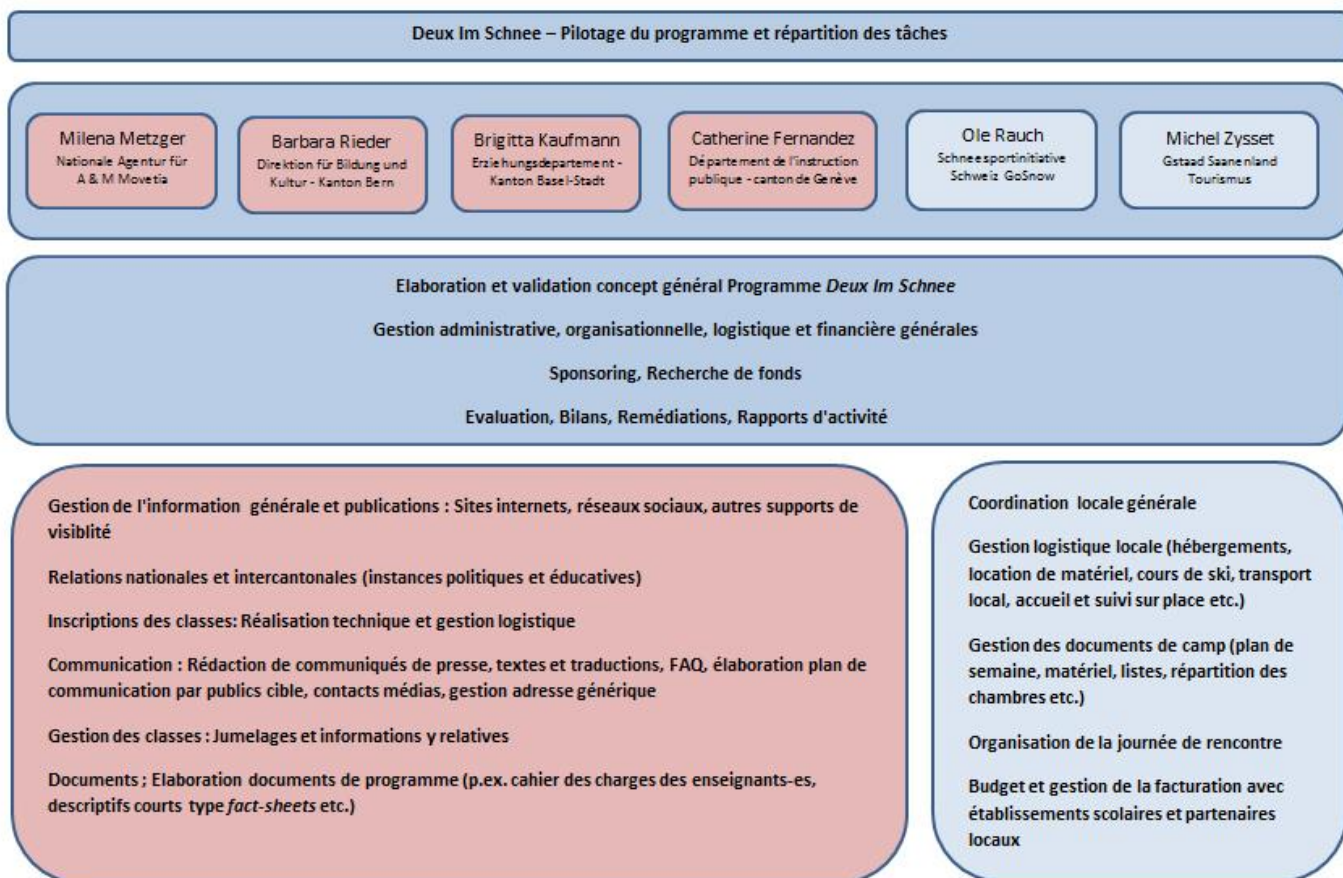 Deux Im Schnee – Pilotage du programme et répartition des tâches
Milena Metzger
Nationale Agentur für
A & M Movetia
Barbara Rieder
Direktion für Bildung und
Kultur - Kanton Bern
Brigitta Kaufmann
Erziehungsdepartement -
Kanton Basel-Stadt
Catherine Fernandez
Département de l'instruction
publique - canton de Genève
Ole Rauch
Schneesportinitiative
Schweiz GoSnow
Michel Zysset
Gstaad Saanenland
Tourismus
Elaboration et validation concept général Programme Deux Im Schnee
Gestion administrative, organisationnelle, logistique et financière générales
Sponsoring, Recherche de fonds
Evaluation, Bilans, Remédiations, Rapports d'activité
Gestion de l'information générale et publications : Sites internets, réseaux sociaux, autres supports de
visiblité
Relations nationales et intercantonales (instances politiques et éducatives)
Inscriptions des classes: Réalisation technique et gestion logistique
Communication : Rédaction de communiqués de presse, textes et traductions, FAQ, élaboration plan de
communication par publics cible, contacts médias, gestion adresse générique
Gestion des classes : Jumelages et informations y relatives
Documents ; Elaboration documents de programme (p.ex. cahier des charges des enseignants-es,
descriptifs courts type fact-sheets etc.)
Coordination locale générale
Gestion logistique locale (hébergements,
location de matériel, cours de ski, transport
local, accueil et suivi sur place etc.)
Gestion des documents de camp (plan de
semaine, matériel, listes, répartition des
chambres etc.)
Organisation de la journée de rencontre
Budget et gestion de la facturation avec
établissements scolaires et partenaires
locaux